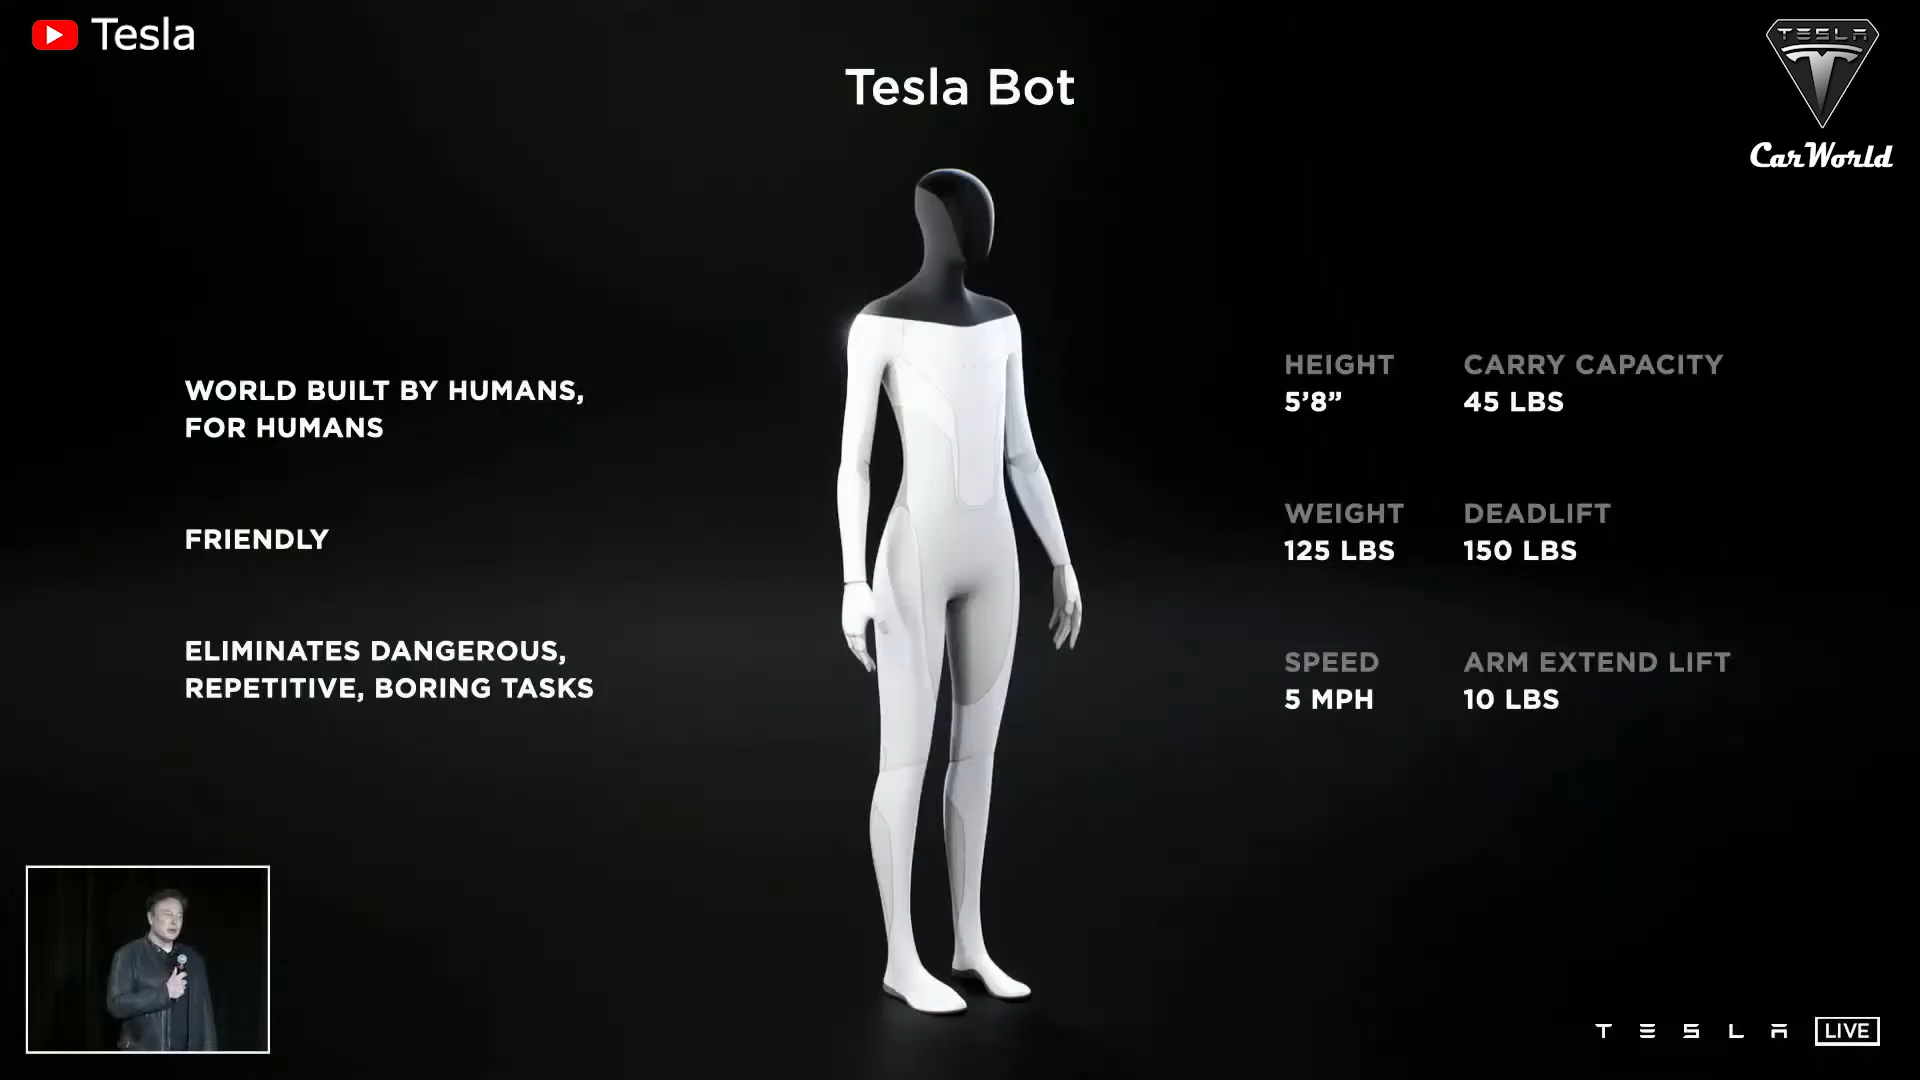 Tesla
TESLA
CarWorld
Tesla Bot
WORLD BUILT BY HUMANS,
FOR HUMANS
FRIENDLY
ELIMINATES DANGEROUS,
REPETITIVE, BORING TASKS
HEIGHT
5’8”
CARRY CAPACITY
45 LBS
WEIGHT
125 LBS
DEADLIFT
150 LBS
SPEED
5 MPH
ARM EXTEND LIFT
10 LBS
TESLA LIVE